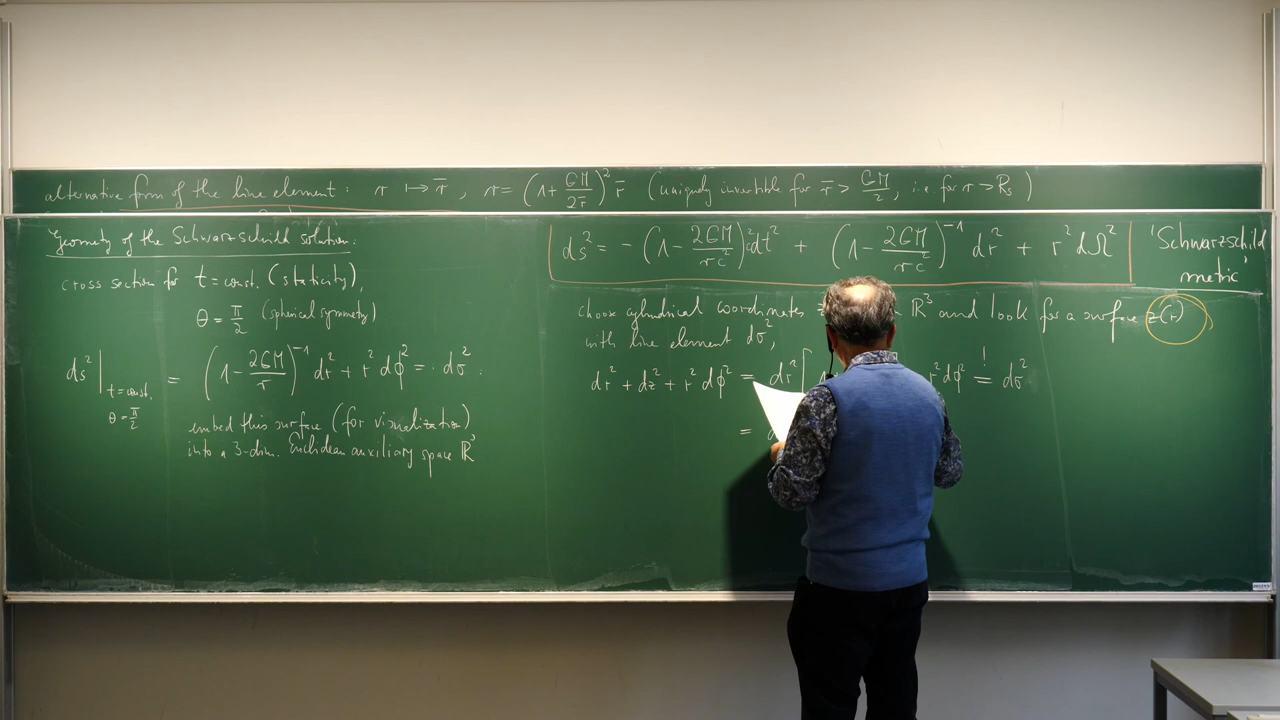 alternative form of the line element: r ↦ r̄ , r = (1 + GM/2r̄)² r̄ (uniquely invertible for r̄ > GM/2, i.e. for r > Rs)
Geometry of the Schwarzschild solution:
cross section for t = const. (staticity),
θ = π/2 (spherical symmetry)
ds²|t=const., θ=π/2 = (1 - 2GM/r)⁻¹ dr² + r² dϕ² = dσ².
embed this surface (for visualization)
into a 3-dim. Euclidean auxiliary space ℝ³
ds² = - (1 - 2GM/rc²)c²dt² + (1 - 2GM/rc²)⁻¹ dr² + r² dΩ²
'Schwarzschild
metric'
choose cylindrical coordinates ℝ³ and look for a surface z(r)
with line element dσ²,
dr² + dz² + r² dϕ² = dr² [ r² dϕ² =! dσ²
=